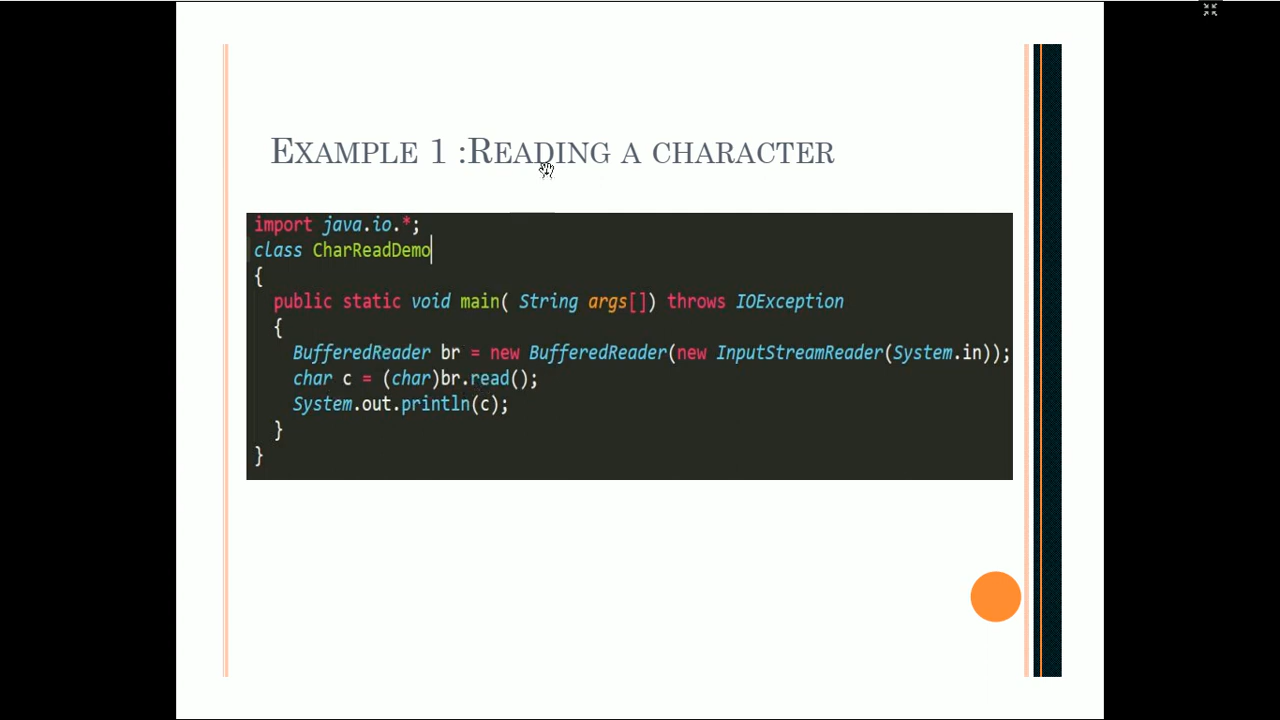 EXAMPLE 1 :READING A CHARACTER
import java.io.*;
class CharReadDemo
{
public static void main( String args[]) throws IOException
{
BufferedReader br = new BufferedReader(new InputStreamReader(System.in));
char c = (char)br.read();
System.out.println(c);
}
}